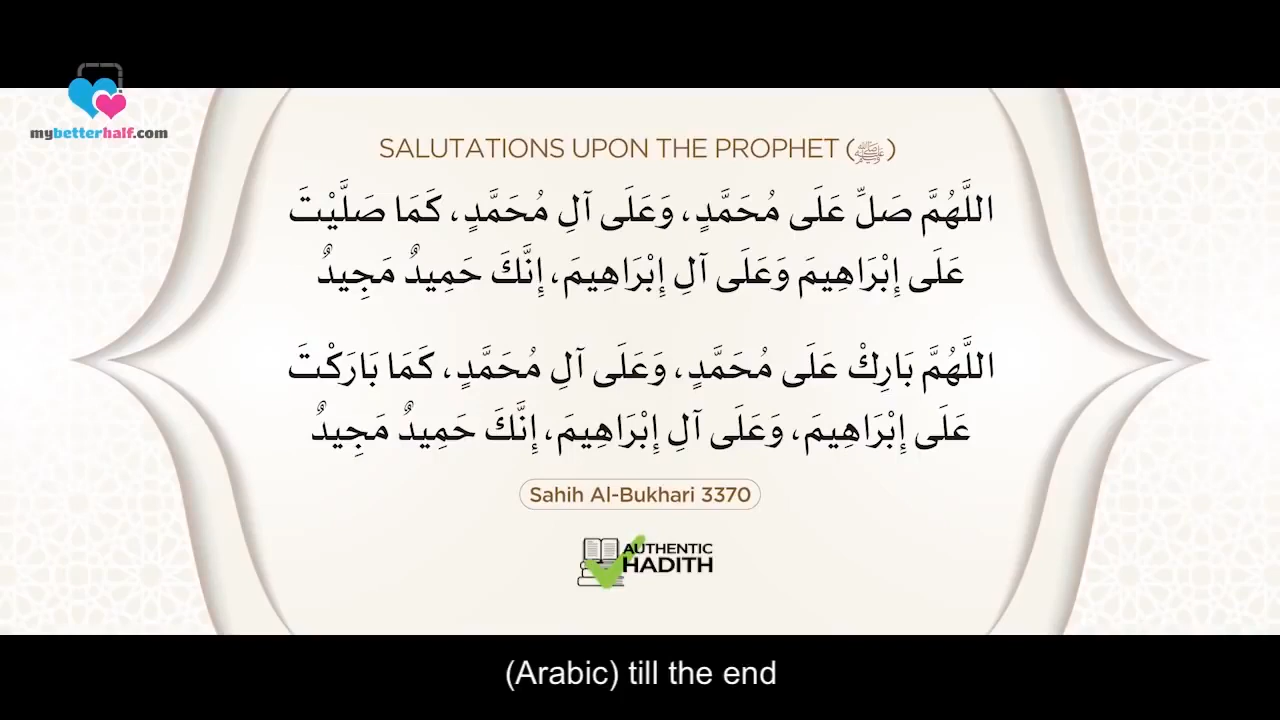 mybetterhalf.com
SALUTATIONS UPON THE PROPHET (ﷺ)
اللَّهُمَّ صَلِّ عَلَى مُحَمَّدٍ، وَعَلَى آلِ مُحَمَّدٍ، كَمَا صَلَّيْتَ
عَلَى إِبْرَاهِيمَ وَعَلَى آلِ إِبْرَاهِيمَ، إِنَّكَ حَمِيدٌ مَجِيدٌ
اللَّهُمَّ بَارِكْ عَلَى مُحَمَّدٍ، وَعَلَى آلِ مُحَمَّدٍ، كَمَا بَارَكْتَ
عَلَى إِبْرَاهِيمَ، وَعَلَى آلِ إِبْرَاهِيمَ، إِنَّكَ حَمِيدٌ مَجِيدٌ
Sahih Al-Bukhari 3370
AUTHENTIC
HADITH
(Arabic) till the end